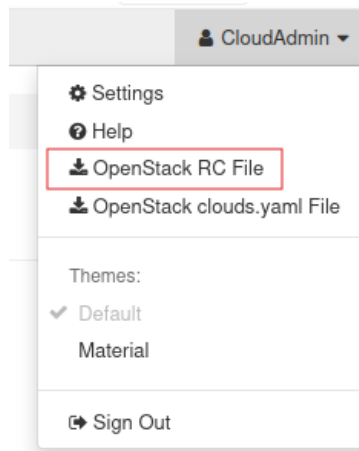 CloudAdmin
Settings
Help
OpenStack RC File
OpenStack clouds.yaml File
Themes:
Default
Material
Sign Out